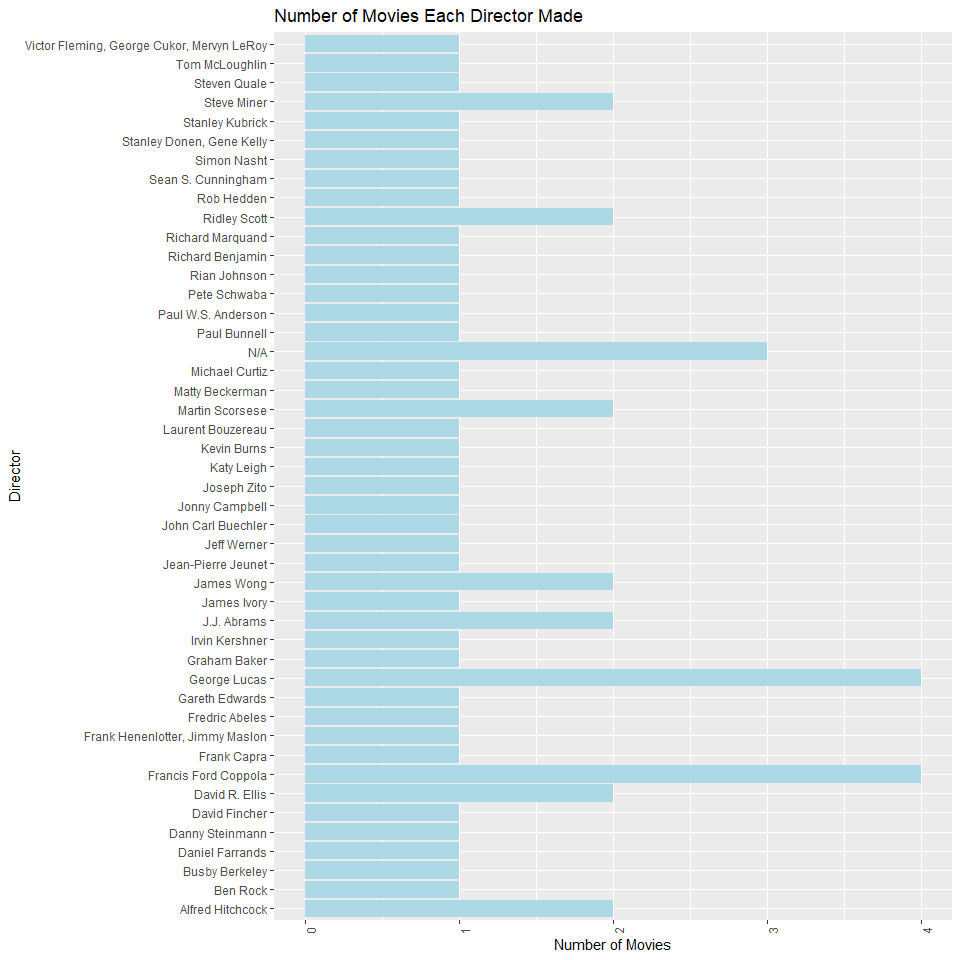 Number of Movies Each Director Made
Victor Fleming, George Cukor, Mervyn LeRoy
Tom McLoughlin
Steven Quale
Steve Miner
Stanley Kubrick
Stanley Donen, Gene Kelly
Simon Nasht
Sean S. Cunningham
Rob Hedden
Ridley Scott
Richard Marquand
Richard Benjamin
Rian Johnson
Pete Schwaba
Paul W.S. Anderson
Paul Bunnell
N/A
Michael Curtiz
Matty Beckerman
Martin Scorsese
Laurent Bouzereau
Kevin Burns
Katy Leigh
Joseph Zito
Jonny Campbell
John Carl Buechler
Jeff Werner
Jean-Pierre Jeunet
James Wong
James Ivory
J.J. Abrams
Irvin Kershner
Graham Baker
George Lucas
Gareth Edwards
Fredric Abeles
Frank Henenlotter, Jimmy Maslon
Frank Capra
Francis Ford Coppola
David R. Ellis
David Fincher
Danny Steinmann
Daniel Farrands
Busby Berkeley
Ben Rock
Alfred Hitchcock
Director
0 1 2 3 4
Number of Movies